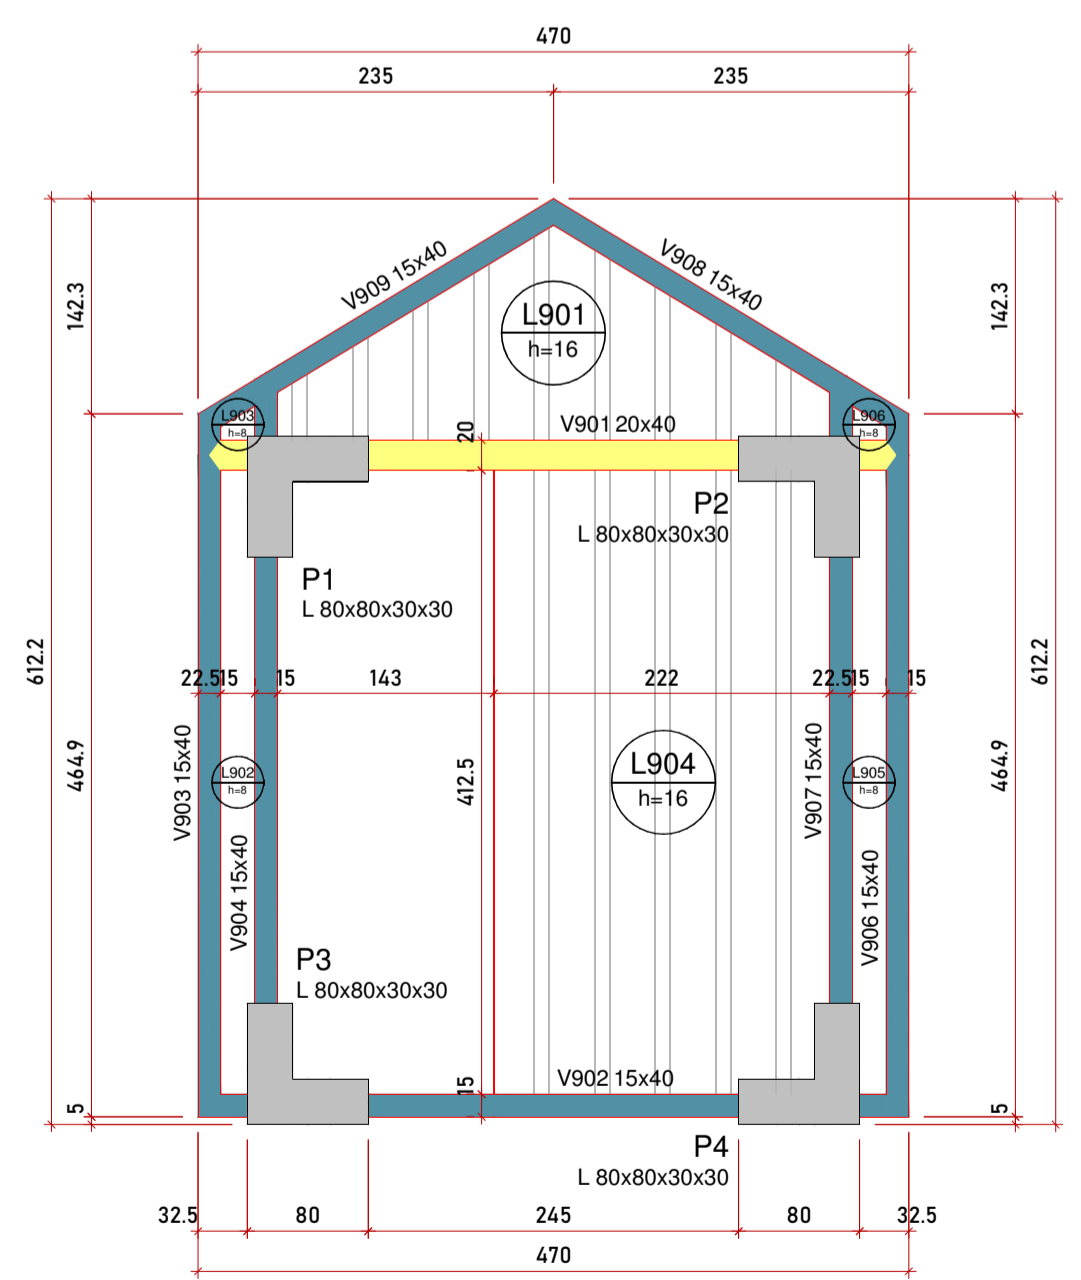 470
235
235
142.3
142.3
V909 15x40
V908 15x40
L901
h=16
L903
h=8
L906
h=8
20
V901 20x40
P2
L 80x80x30x30
P1
L 80x80x30x30
612.2
612.2
22.5
15
15
143
222
22.5
15
15
464.9
464.9
V903 15x40
L902
h=8
412.5
L904
h=16
V907 15x40
L905
h=8
V904 15x40
V906 15x40
P3
L 80x80x30x30
15
V902 15x40
5
5
P4
L 80x80x30x30
32.5
80
245
80
32.5
470